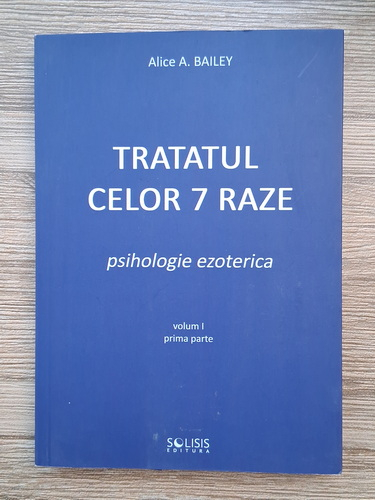 Alice A. BAILEY
TRATATUL
CELOR 7 RAZE
psihologie ezoterica
volum I
prima parte
SOLISIS
EDITURA